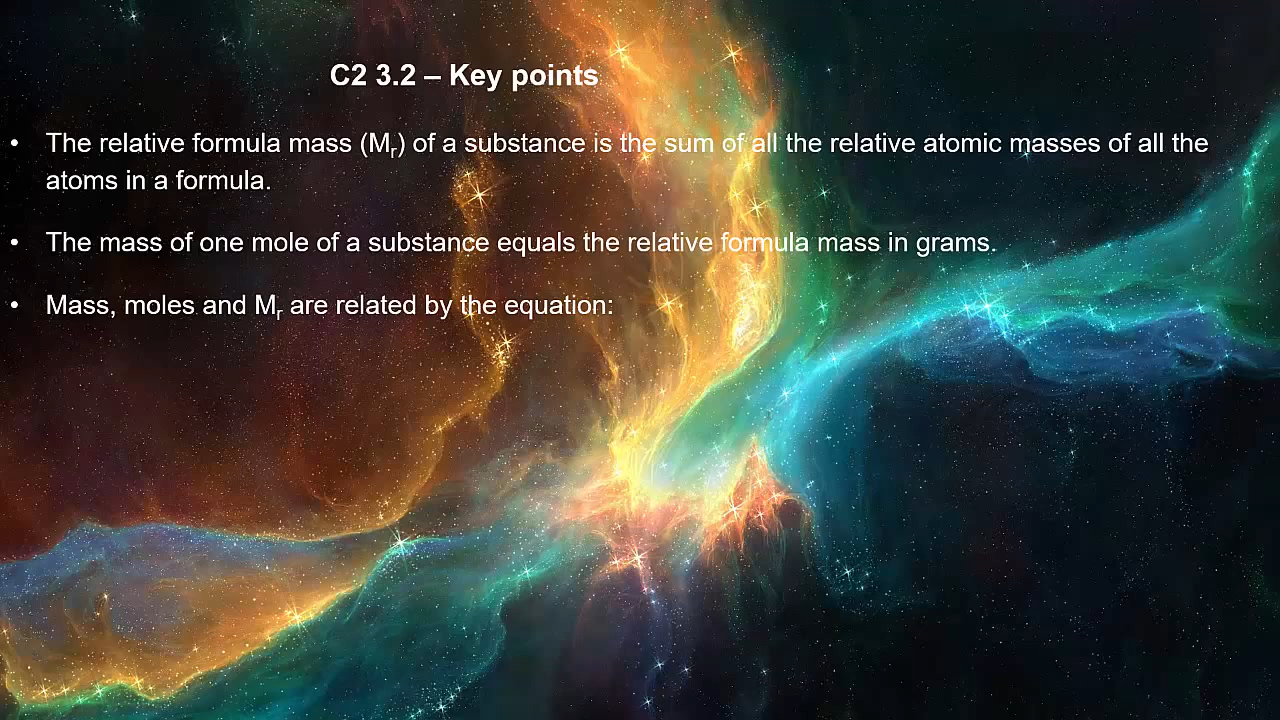 C2 3.2 – Key points
• The relative formula mass (Mr) of a substance is the sum of all the relative atomic masses of all the
atoms in a formula.
• The mass of one mole of a substance equals the relative formula mass in grams.
• Mass, moles and Mr are related by the equation: